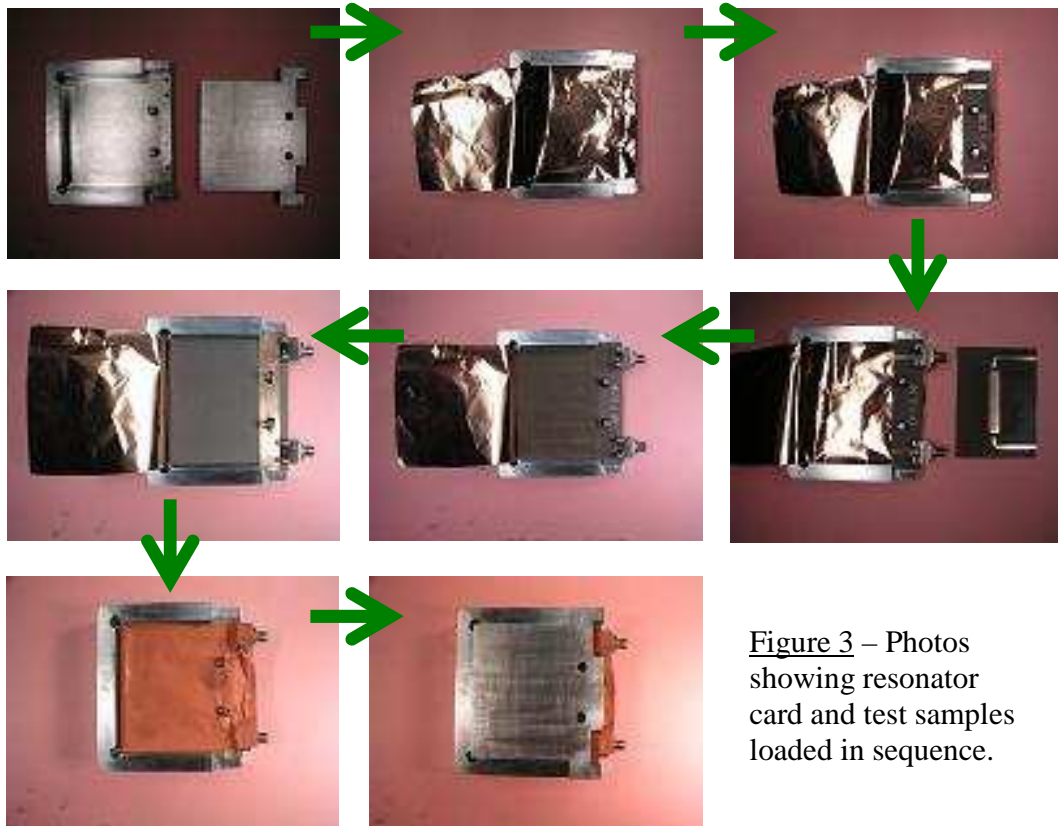 Figure 3 – Photos
showing resonator
card and test samples
loaded in sequence.